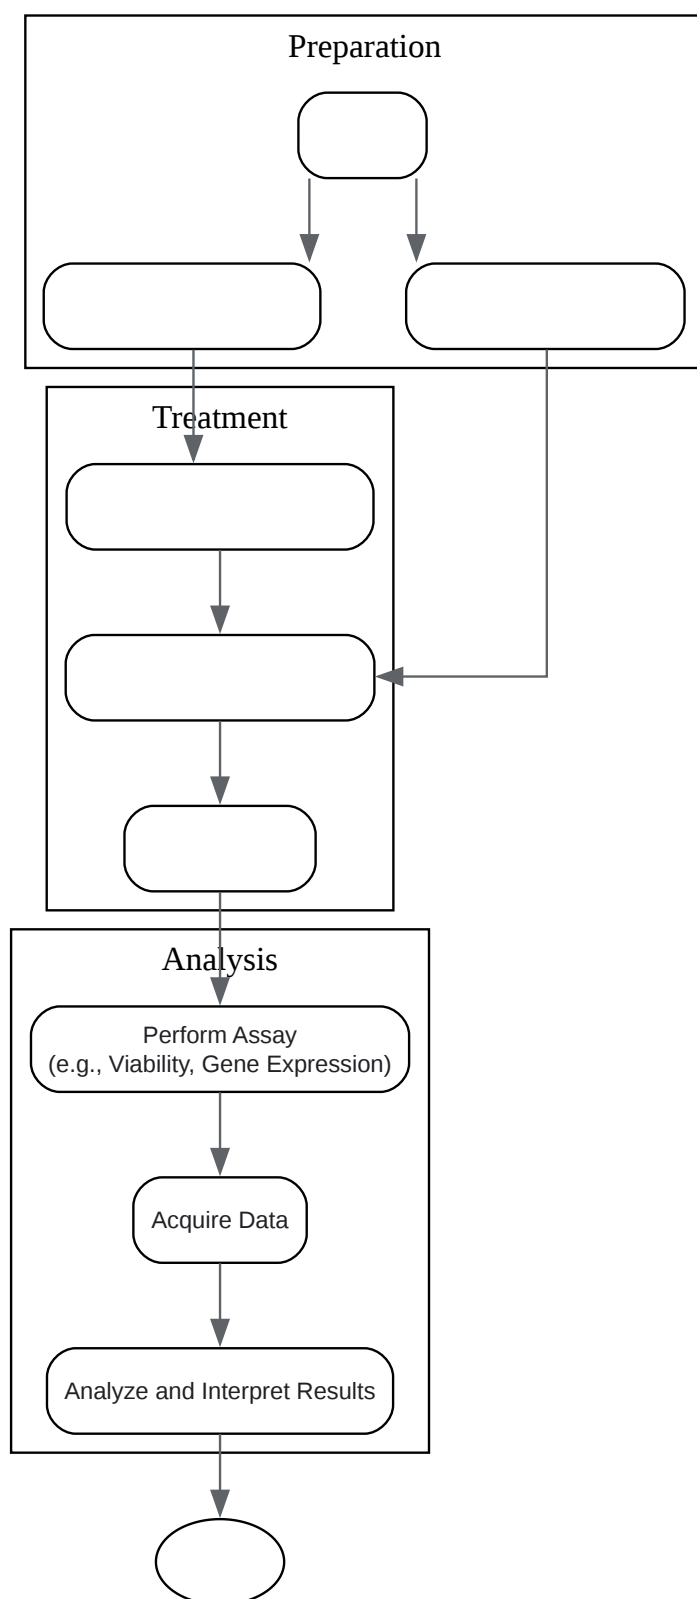 Preparation
Treatment
Analysis
Perform Assay
(e.g., Viability, Gene Expression)
Acquire Data
Analyze and Interpret Results